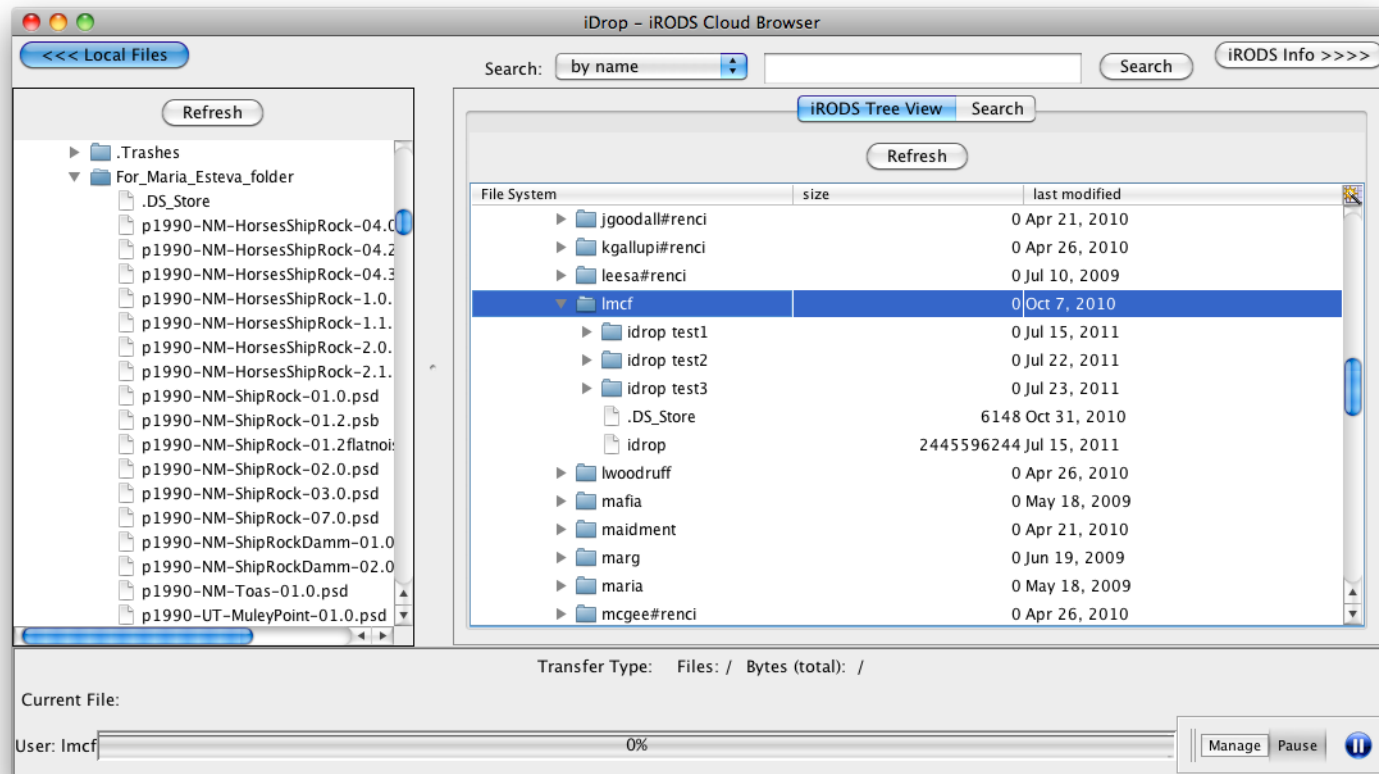 iDrop - iRODS Cloud Browser
<<< Local Files
Search: by name Search iRODS Info >>>>
Refresh
.Trashes
For_Maria_Esteva_folder
.DS_Store
p1990-NM-HorsesShipRock-04.0
p1990-NM-HorsesShipRock-04.2
p1990-NM-HorsesShipRock-04.3
p1990-NM-HorsesShipRock-1.0.
p1990-NM-HorsesShipRock-1.1.
p1990-NM-HorsesShipRock-2.0.
p1990-NM-HorsesShipRock-2.1.
p1990-NM-ShipRock-01.0.psd
p1990-NM-ShipRock-01.2.psb
p1990-NM-ShipRock-01.2flatnois
p1990-NM-ShipRock-02.0.psd
p1990-NM-ShipRock-03.0.psd
p1990-NM-ShipRock-07.0.psd
p1990-NM-ShipRockDamm-01.0
p1990-NM-ShipRockDamm-02.0
p1990-NM-Toas-01.0.psd
p1990-UT-MuleyPoint-01.0.psd
iRODS Tree View Search
Refresh
File System size last modified
jgoodall#renci 0 Apr 21, 2010
kgallupi#renci 0 Apr 26, 2010
leesa#renci 0 Jul 10, 2009
lmcf 0 Oct 7, 2010
idrop test1 0 Jul 15, 2011
idrop test2 0 Jul 22, 2011
idrop test3 0 Jul 23, 2011
.DS_Store 6148 Oct 31, 2010
idrop 2445596244 Jul 15, 2011
lwoodruff 0 Apr 26, 2010
mafia 0 May 18, 2009
maidment 0 Apr 21, 2010
marg 0 Jun 19, 2009
maria 0 May 18, 2009
mcgee#renci 0 Apr 26, 2010
Transfer Type: Files: / Bytes (total): /
Current File:
User: lmcf 0% Manage Pause